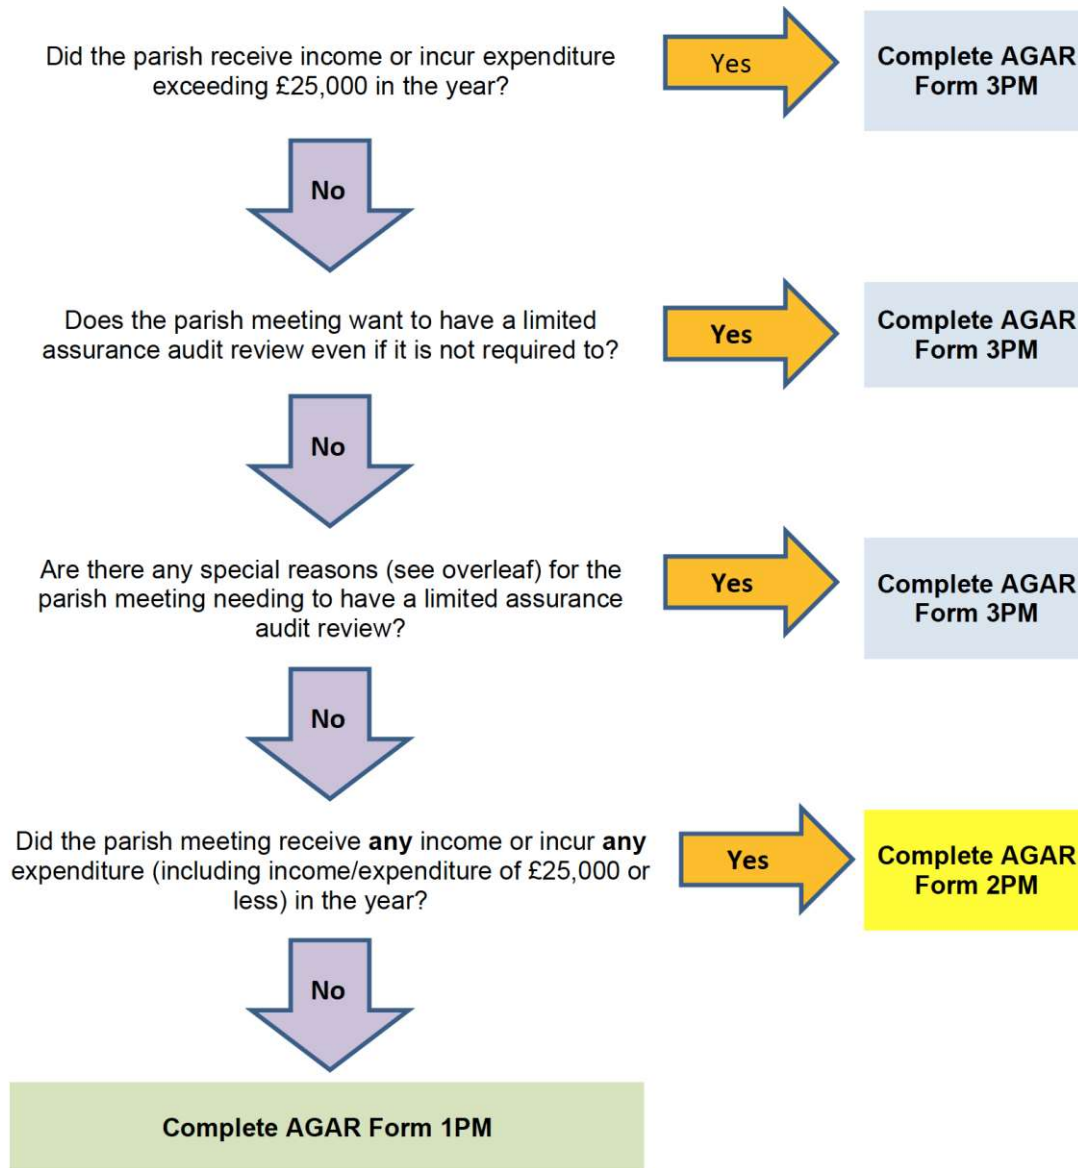 Did the parish receive income or incur expenditure
exceeding £25,000 in the year?
Yes
Complete AGAR
Form 3PM
No
Does the parish meeting want to have a limited
assurance audit review even if it is not required to?
Yes
Complete AGAR
Form 3PM
No
Are there any special reasons (see overleaf) for the
parish meeting needing to have a limited assurance
audit review?
Yes
Complete AGAR
Form 3PM
No
Did the parish meeting receive any income or incur any
expenditure (including income/expenditure of £25,000 or
less) in the year?
Yes
Complete AGAR
Form 2PM
No
Complete AGAR Form 1PM